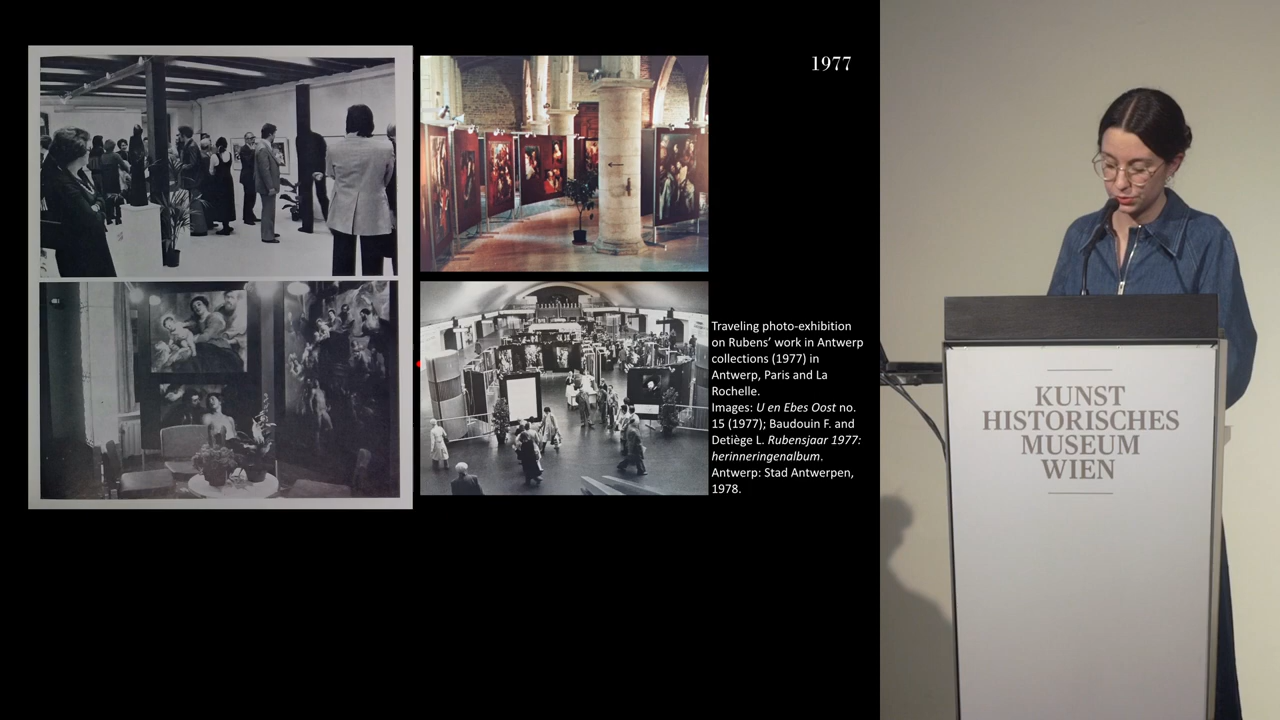 1977
Traveling photo-exhibition
on Rubens' work in Antwerp
collections (1977) in
Antwerp, Paris and La
Rochelle.
Images: U en Ebes Oost no.
15 (1977); Baudouin F. and
Detiège L. Rubensjaar 1977:
herinneringenalbum.
Antwerp: Stad Antwerpen,
1978.
KUNST
HISTORISCHES
MUSEUM
WIEN